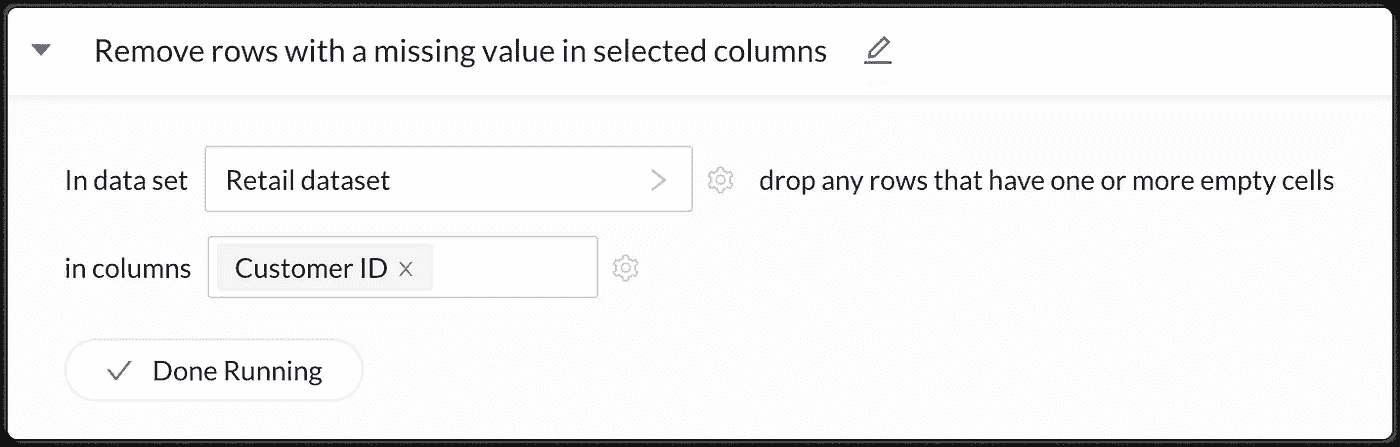 Remove rows with a missing value in selected columns
In data set Retail dataset drop any rows that have one or more empty cells
in columns Customer ID x
Done Running